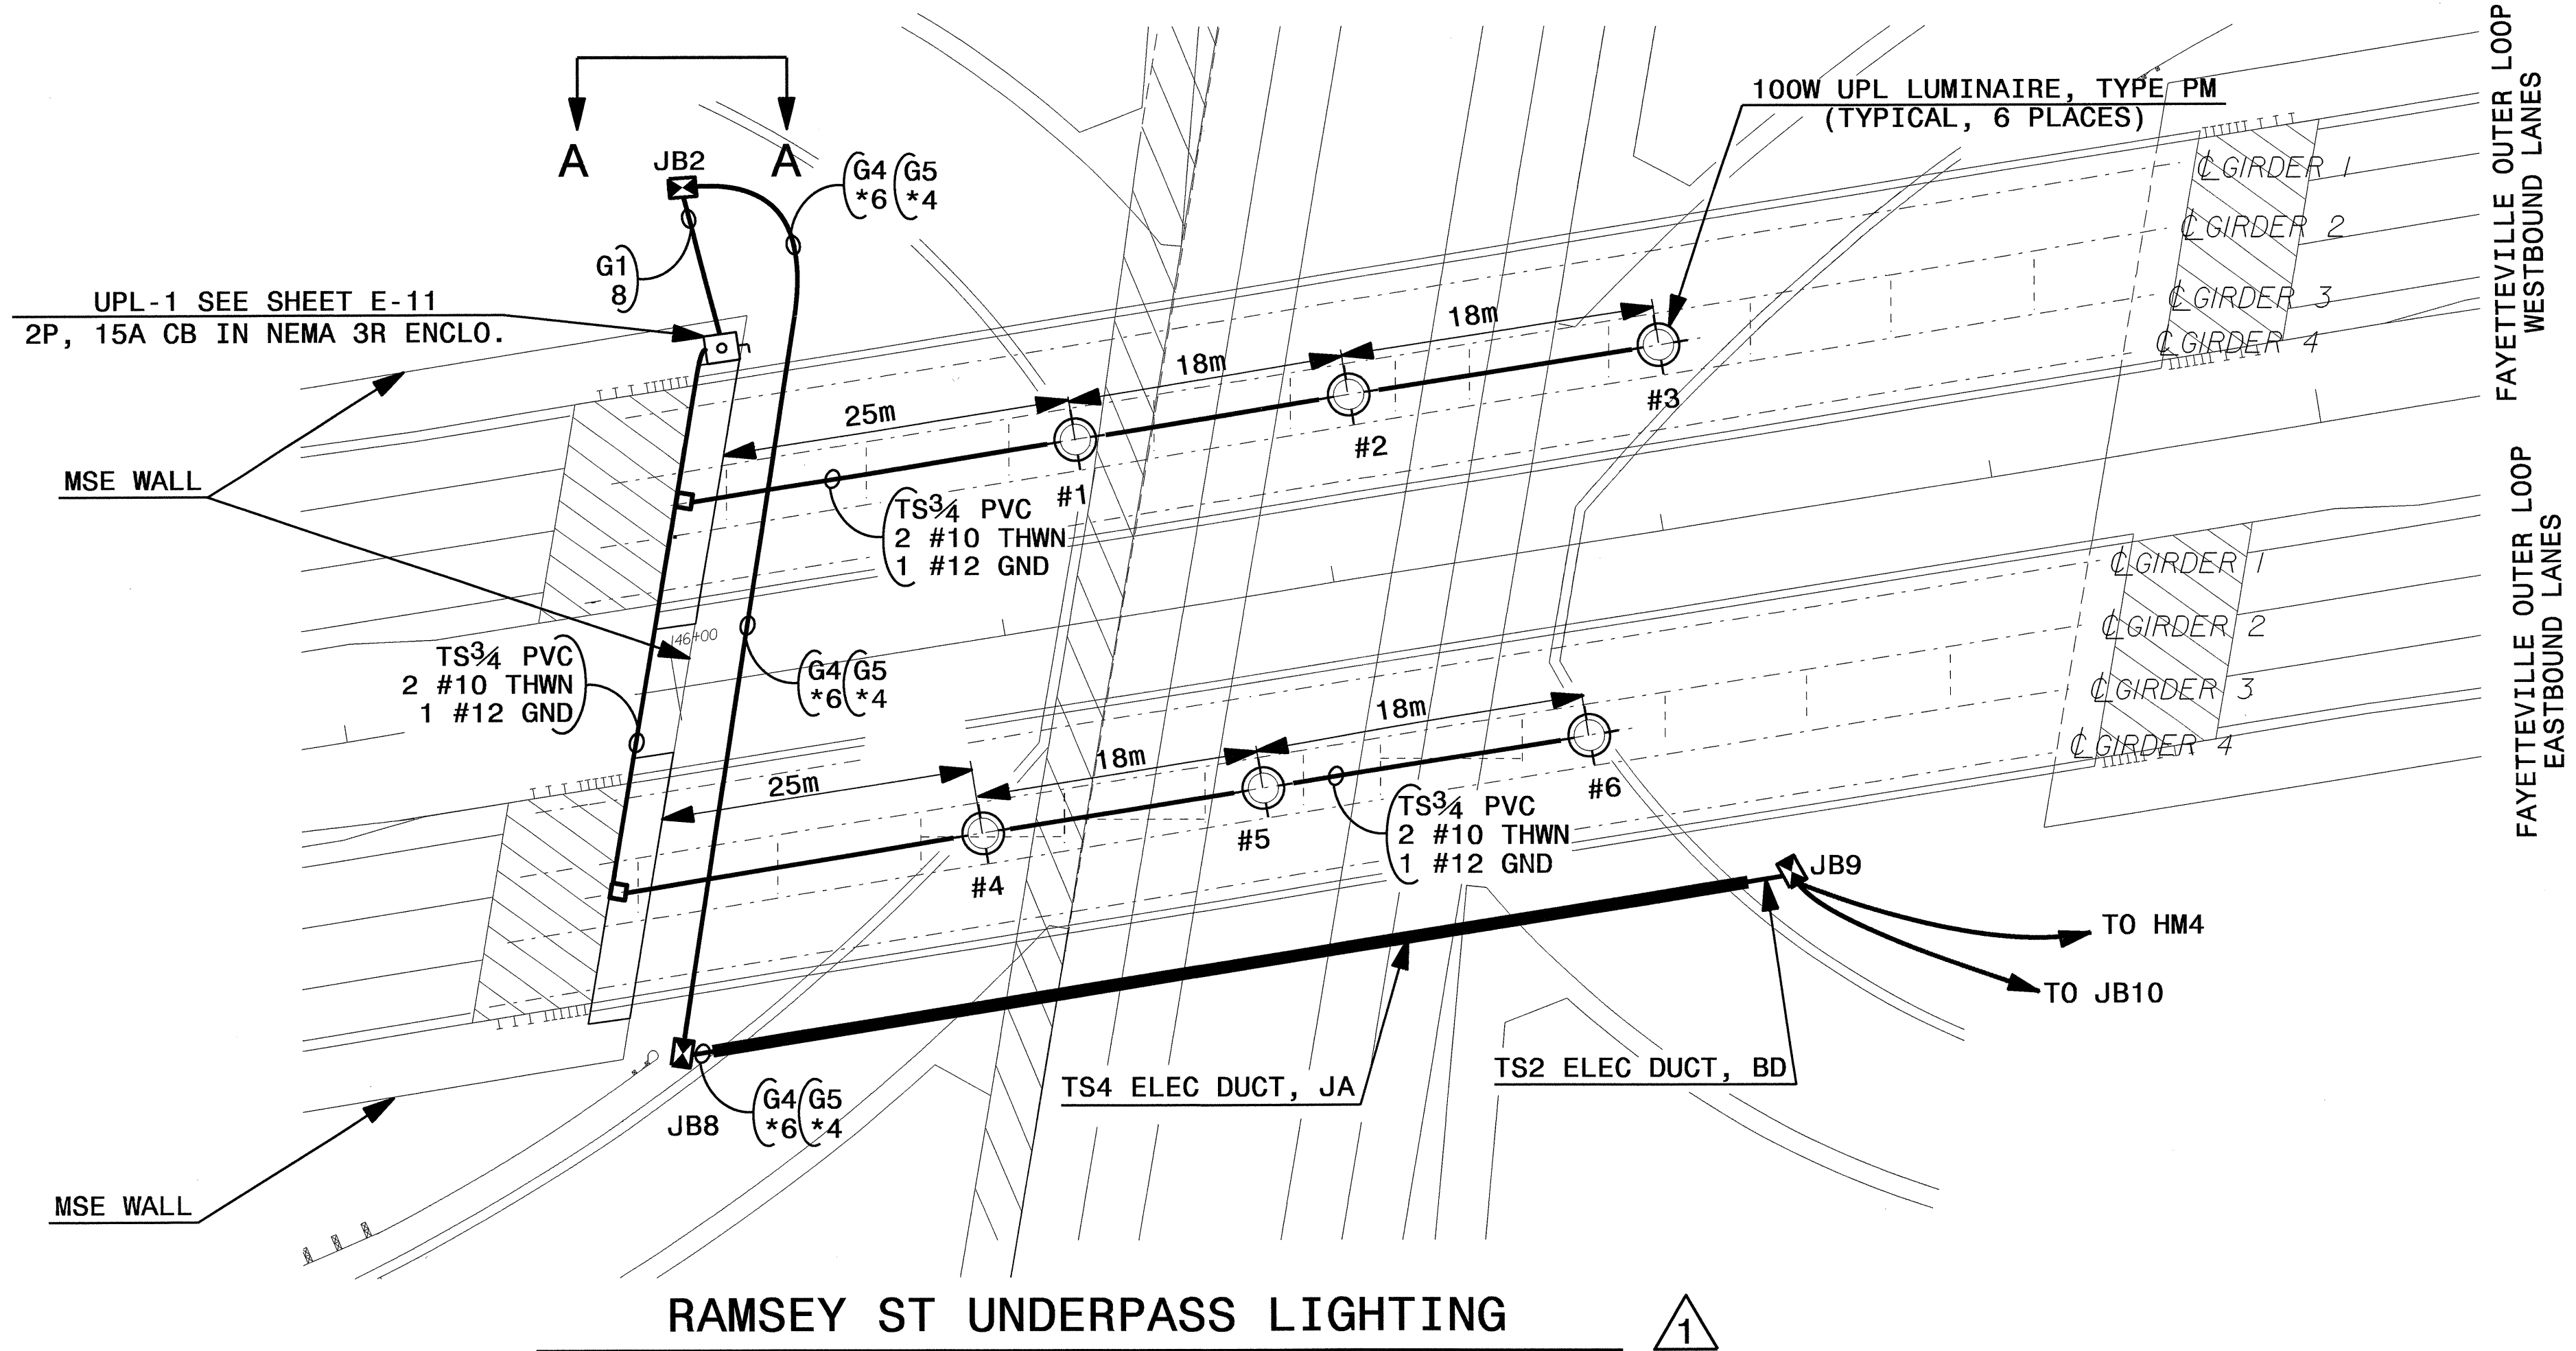 A A
JB2
G4 G5
*6 *4
100W UPL LUMINAIRE, TYPE PM
(TYPICAL, 6 PLACES)
G1
8
UPL-1 SEE SHEET E-11
2P, 15A CB IN NEMA 3R ENCLO.
FAYETTEVILLE OUTER LOOP
WESTBOUND LANES
℄ GIRDER 1
℄ GIRDER 2
℄ GIRDER 3
℄ GIRDER 4
25m
18m
18m
#1
#2
#3
MSE WALL
TS¾ PVC
2 #10 THWN
1 #12 GND
146+00
TS¾ PVC
2 #10 THWN
1 #12 GND
G4 G5
*6 *4
FAYETTEVILLE OUTER LOOP
EASTBOUND LANES
℄ GIRDER 1
℄ GIRDER 2
℄ GIRDER 3
℄ GIRDER 4
25m
18m
18m
#4
#5
#6
TS¾ PVC
2 #10 THWN
1 #12 GND
JB9
TO HM4
TO JB10
TS2 ELEC DUCT, BD
TS4 ELEC DUCT, JA
JB8
G4 G5
*6 *4
MSE WALL
RAMSEY ST UNDERPASS LIGHTING
1